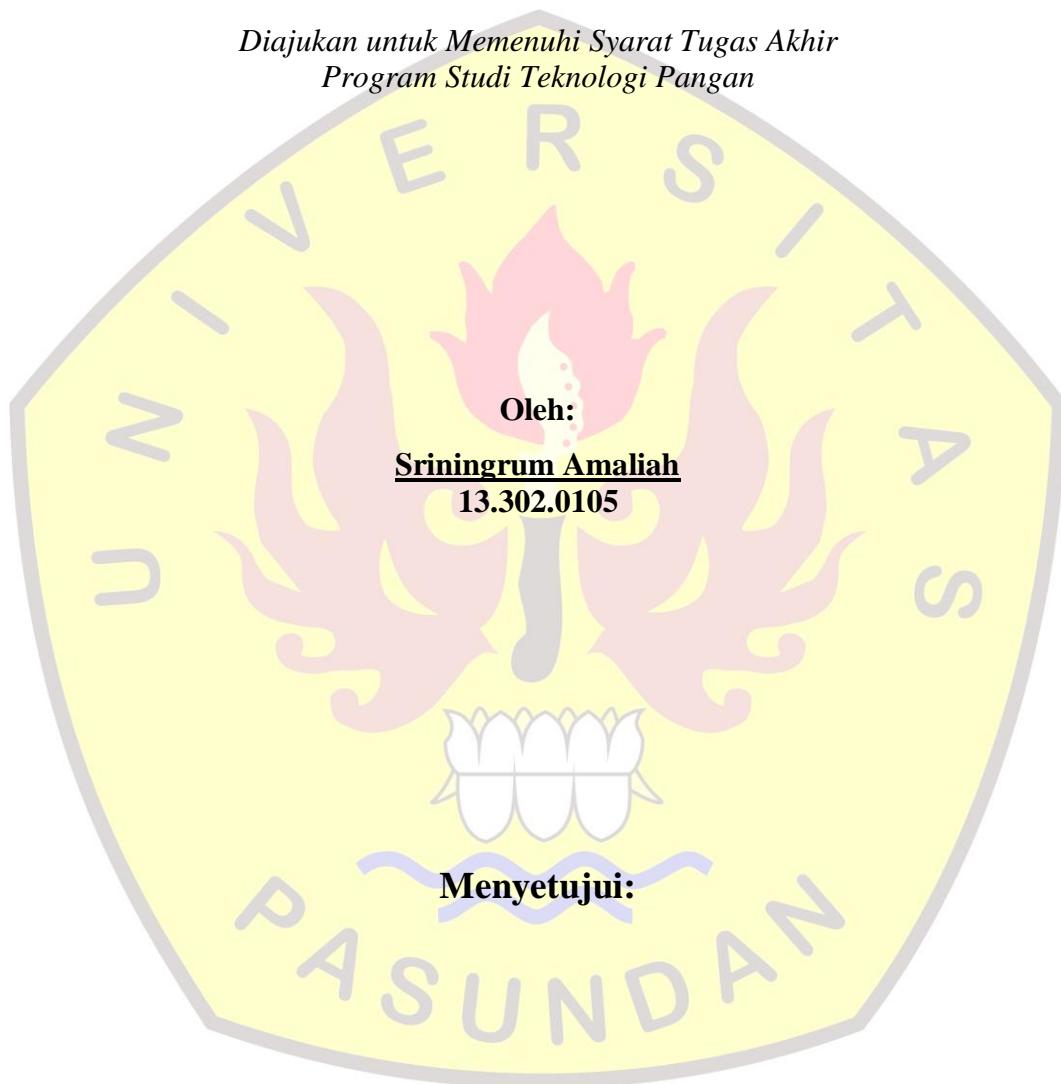 Diajukan untuk Memenuhi Syarat Tugas Akhir
Program Studi Teknologi Pangan
UNIVERSITAS
Oleh:
Sriningrum Amaliah
13.302.0105
Menyetujui:
PASUNDAN